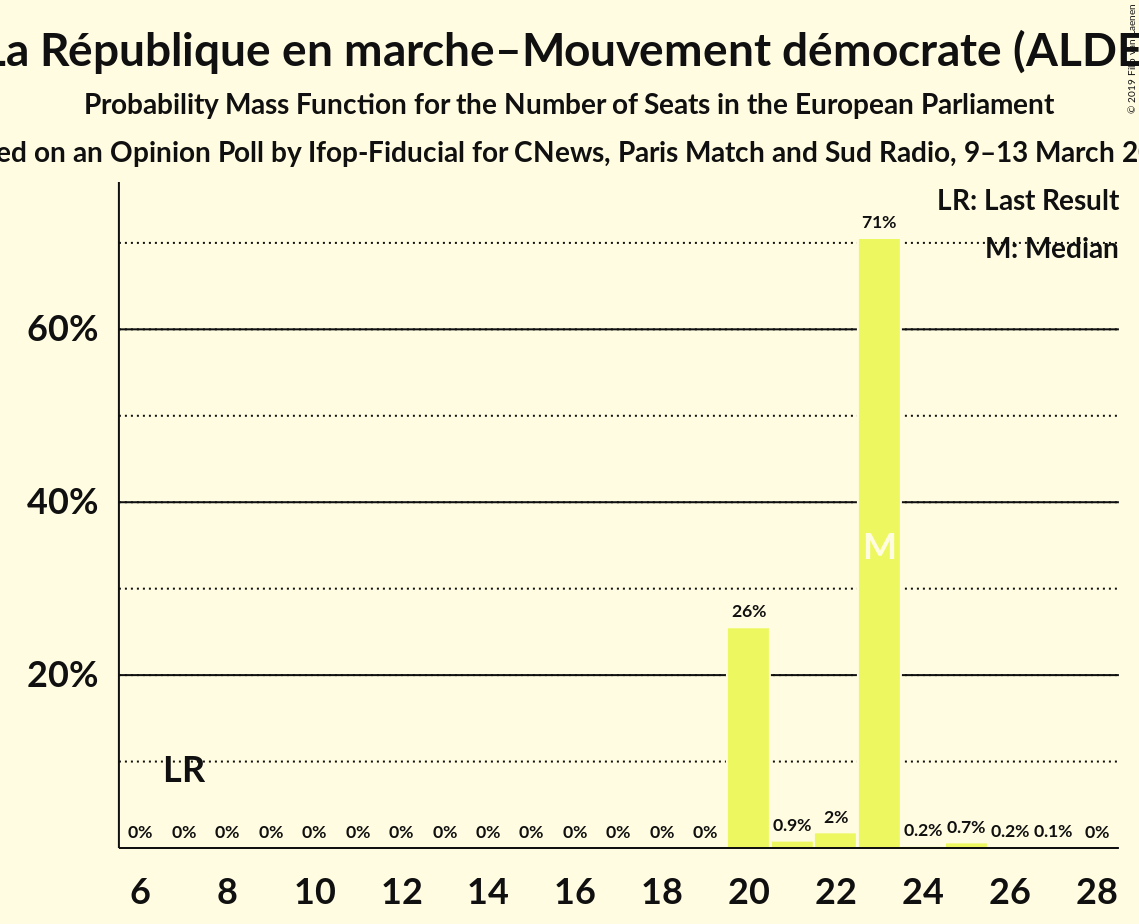 La République en marche–Mouvement démocrate (ALDE
Probability Mass Function for the Number of Seats in the European Parliament
ed on an Opinion Poll by Ifop-Fiducial for CNews, Paris Match and Sud Radio, 9–13 March 20
© 2019
LR: Last Result
M: Median
71%
60%
40%
M
26%
20%
LR
0% 0% 0% 0% 0% 0% 0% 0% 0% 0% 0% 0% 0% 0% 0.9% 2% 0.2% 0.7% 0.2% 0.1% 0%
6 8 10 12 14 16 18 20 22 24 26 28